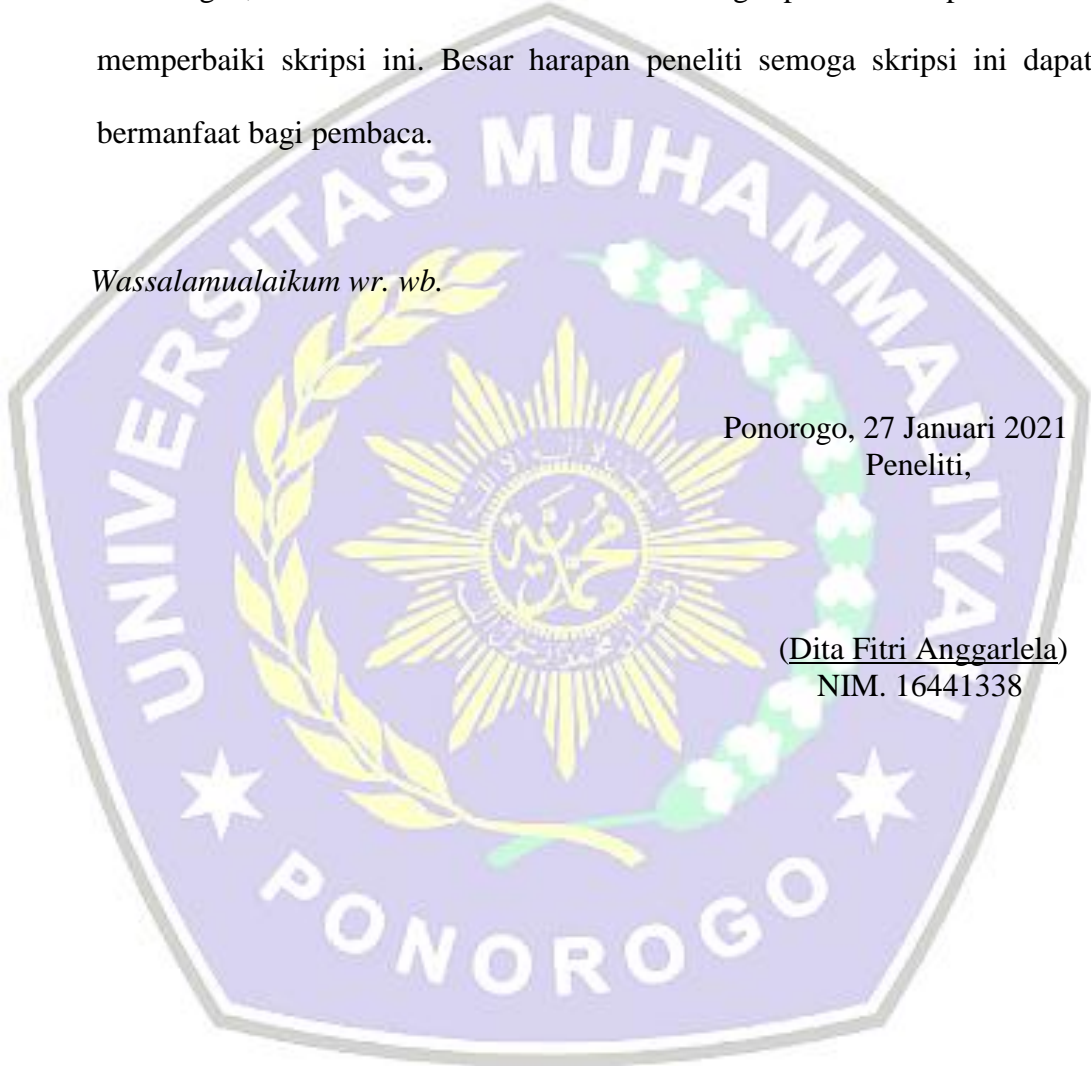 memperbaiki skripsi ini. Besar harapan peneliti semoga skripsi ini dapat
bermanfaat bagi pembaca.
Wassalamualaikum wr. wb.
Ponorogo, 27 Januari 2021
Peneliti,
(Dita Fitri Anggarlela)
NIM. 16441338
UNIVERSITAS MUHAMMADIYAH
PONOROGO